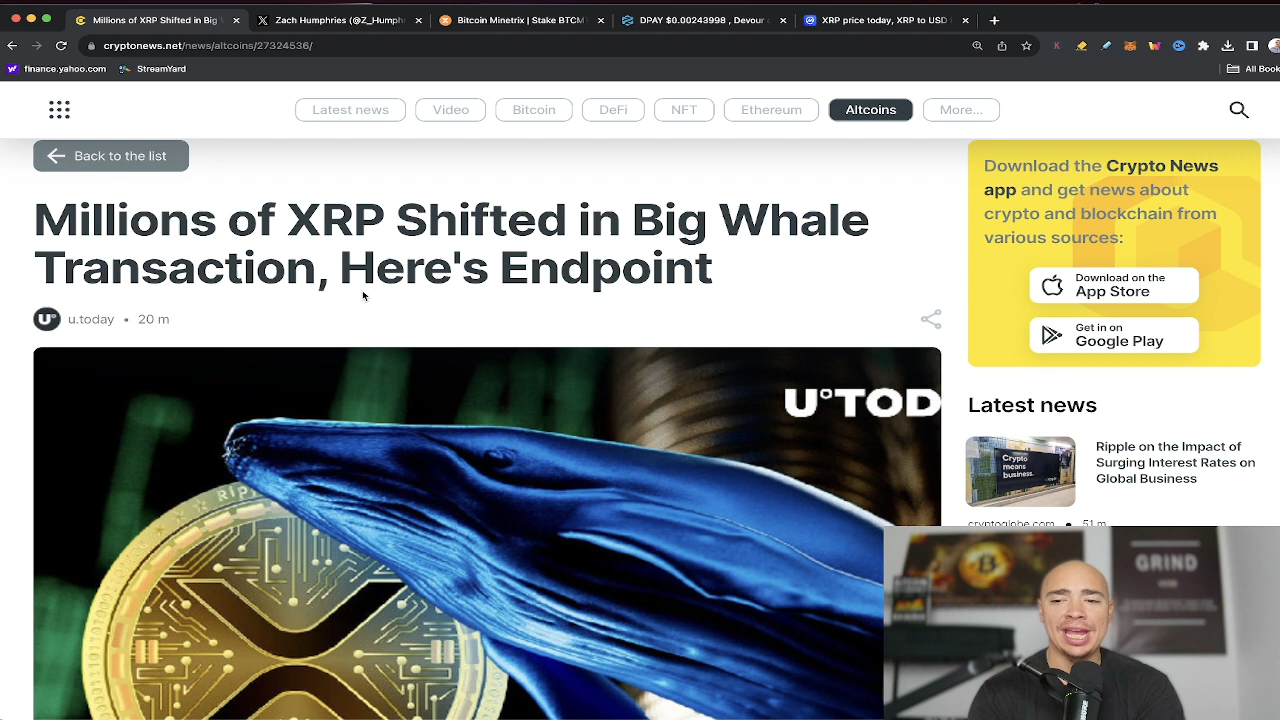 Millions of XRP Shifted in Big
Zach Humphries (@Z_Humph
Bitcoin Minetrix | Stake BTCM
DPAY $0.00243998 , Devour
XRP price today, XRP to USD
cryptonews.net/news/altcoins/27324536/
finance.yahoo.com
StreamYard
All Book
Latest news
Video
Bitcoin
DeFi
NFT
Ethereum
Altcoins
More...
Back to the list
Millions of XRP Shifted in Big Whale
Transaction, Here's Endpoint
U
u.today • 20 m
U°TOD
RIP
Download the Crypto News
app and get news about
crypto and blockchain from
various sources:
Download on the
App Store
Get in on
Google Play
Latest news
Crypto
means
business.
Ripple on the Impact of
Surging Interest Rates on
Global Business
cryptoglobe.com • 51 m
GRIND